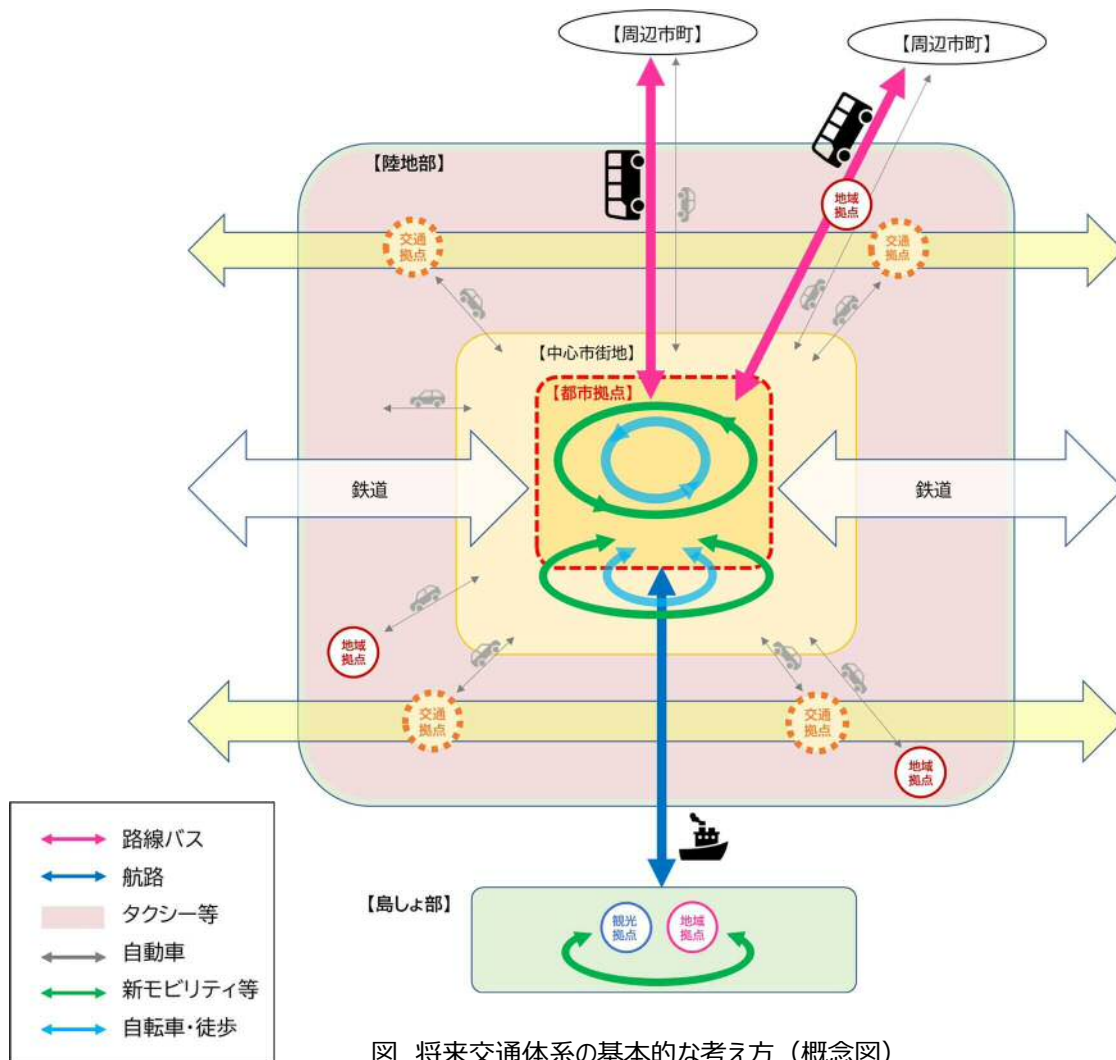 【周辺市町】
【周辺市町】
【陸地部】
地域
拠点
交通
拠点
交通
拠点
【中心市街地】
【都市拠点】
鉄道
鉄道
地域
拠点
交通
拠点
交通
拠点
地域
拠点
【島しょ部】
観光
拠点
地域
拠点
路線バス
航路
タクシー等
自動車
新モビリティ等
自転車・徒歩
図 将来交通体系の基本的な考え方（概念図）